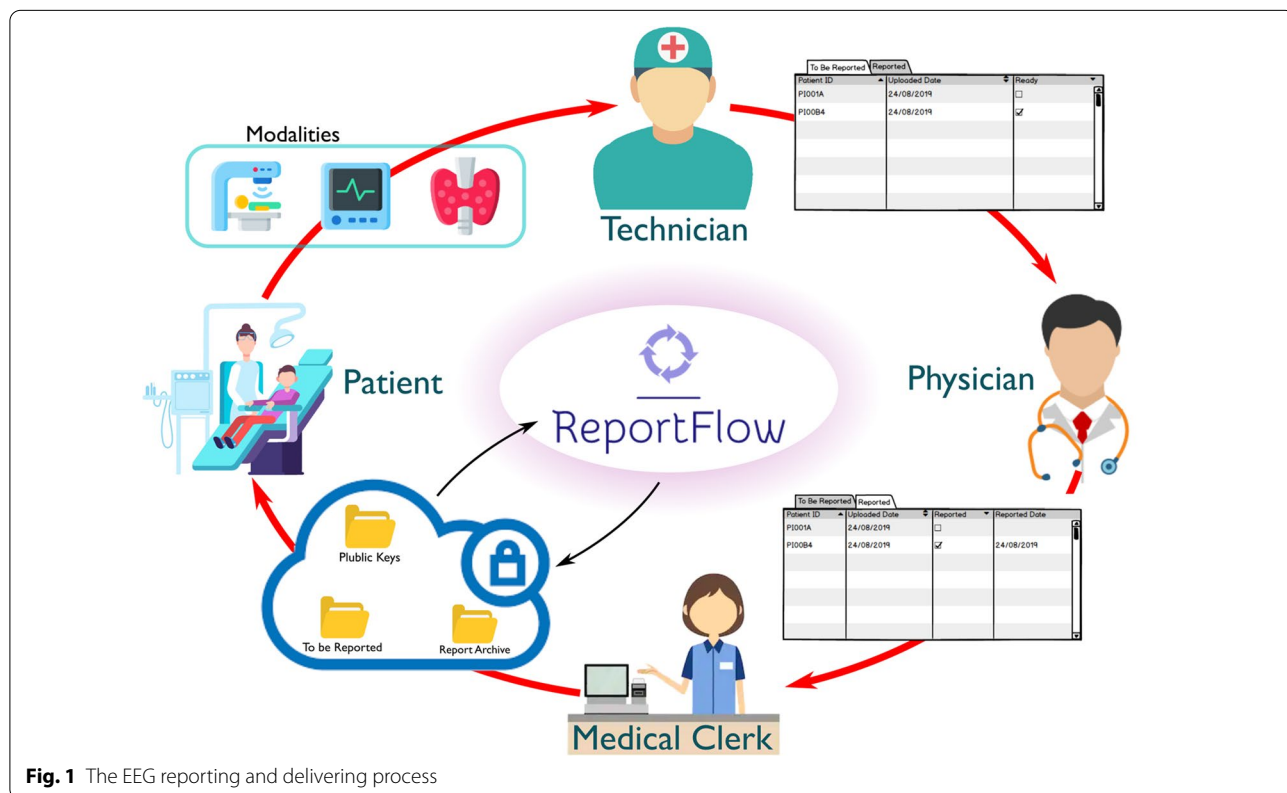 Modalities
Technician
To Be Reported Reported
Patient ID Uploaded Date Ready
PI001A 24/08/2019
PI00B4 24/08/2019
Patient
ReportFlow
Physician
To Be Reported Reported
Patient ID Uploaded Date Reported Reported Date
PI001A 24/08/2019
PI00B4 24/08/2019 24/08/2019
Plublic Keys
To be Reported
Report Archive
Medical Clerk
Fig. 1 The EEG reporting and delivering process